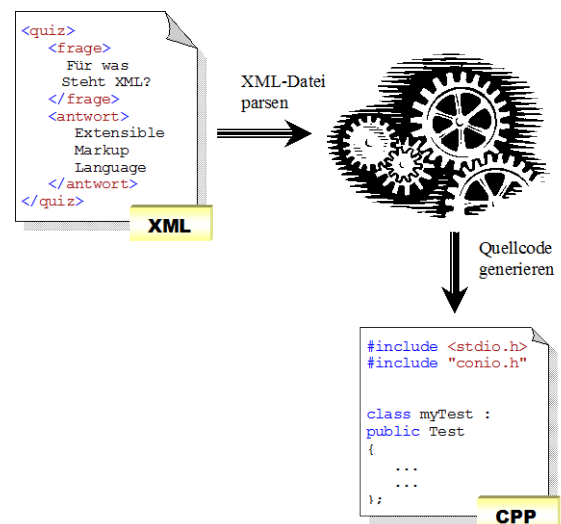 <quiz>
<frage>
Für was
Steht XML?
</frage>
<antwort>
Extensible
Markup
Language
</antwort>
</quiz>
XML
XML-Datei
parsen
Quellcode
generieren
#include <stdio.h>
#include "conio.h"
class myTest :
public Test
{
...
...
};
CPP